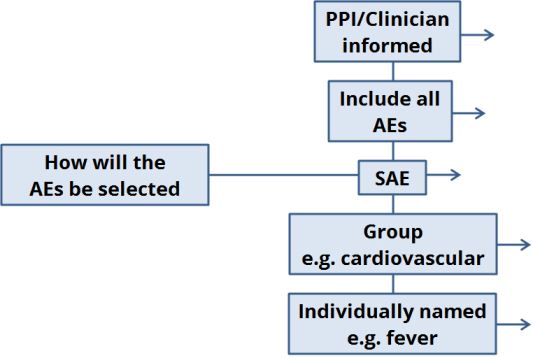 PPI/Clinician
informed
Include all
AEs
How will the
AEs be selected
SAE
Group
e.g. cardiovascular
Individually named
e.g. fever